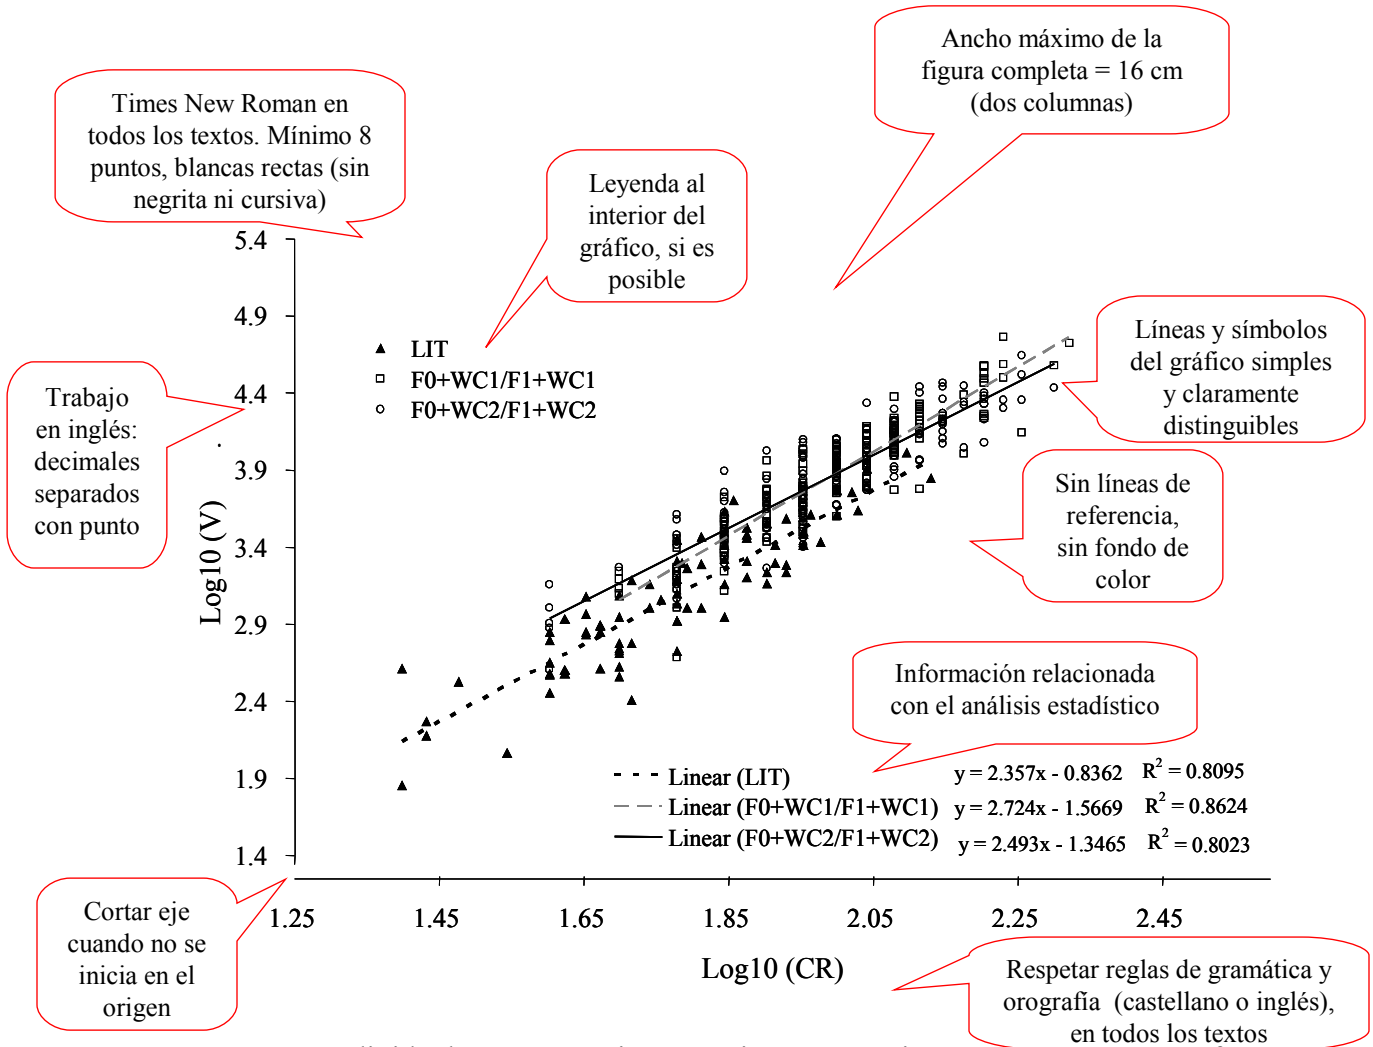 Ancho máximo de la
figura completa = 16 cm
(dos columnas)
Times New Roman en
todos los textos. Mínimo 8
puntos, blancas rectas (sin
negrita ni cursiva)
Leyenda al
interior del
gráfico, si es
posible
Líneas y símbolos
del gráfico simples
y claramente
distinguibles
Trabajo
en inglés:
decimales
separados
con punto
Sin líneas de
referencia,
sin fondo de
color
Información relacionada
con el análisis estadístico
Cortar eje
cuando no se
inicia en el
origen
Respetar reglas de gramática y
orografía (castellano o inglés),
en todos los textos
LIT
F0+WC1/F1+WC1
F0+WC2/F1+WC2
Log10 (V)
5.4
4.9
4.4
3.9
3.4
2.9
2.4
1.9
1.4
Linear (LIT) y = 2.357x - 0.8362 R² = 0.8095
Linear (F0+WC1/F1+WC1) y = 2.724x - 1.5669 R² = 0.8624
Linear (F0+WC2/F1+WC2) y = 2.493x - 1.3465 R² = 0.8023
1.25 1.45 1.65 1.85 2.05 2.25 2.45
Log10 (CR)